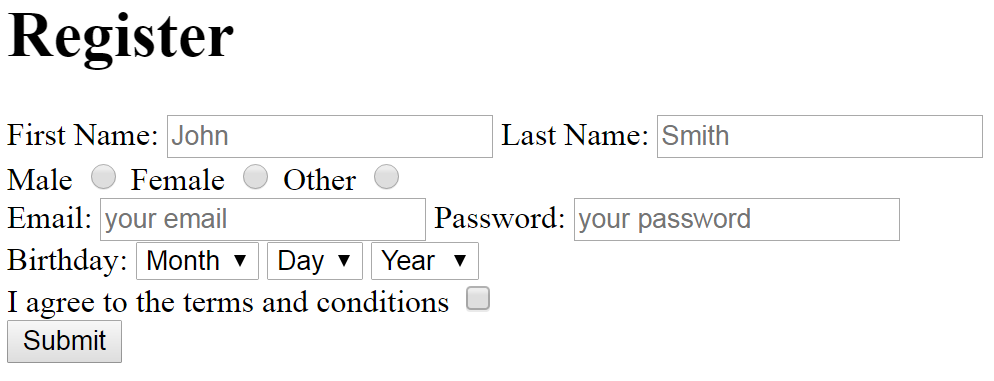 Register
First Name: John Last Name: Smith
Male Female Other
Email: your email Password: your password
Birthday: Month Day Year
I agree to the terms and conditions
Submit